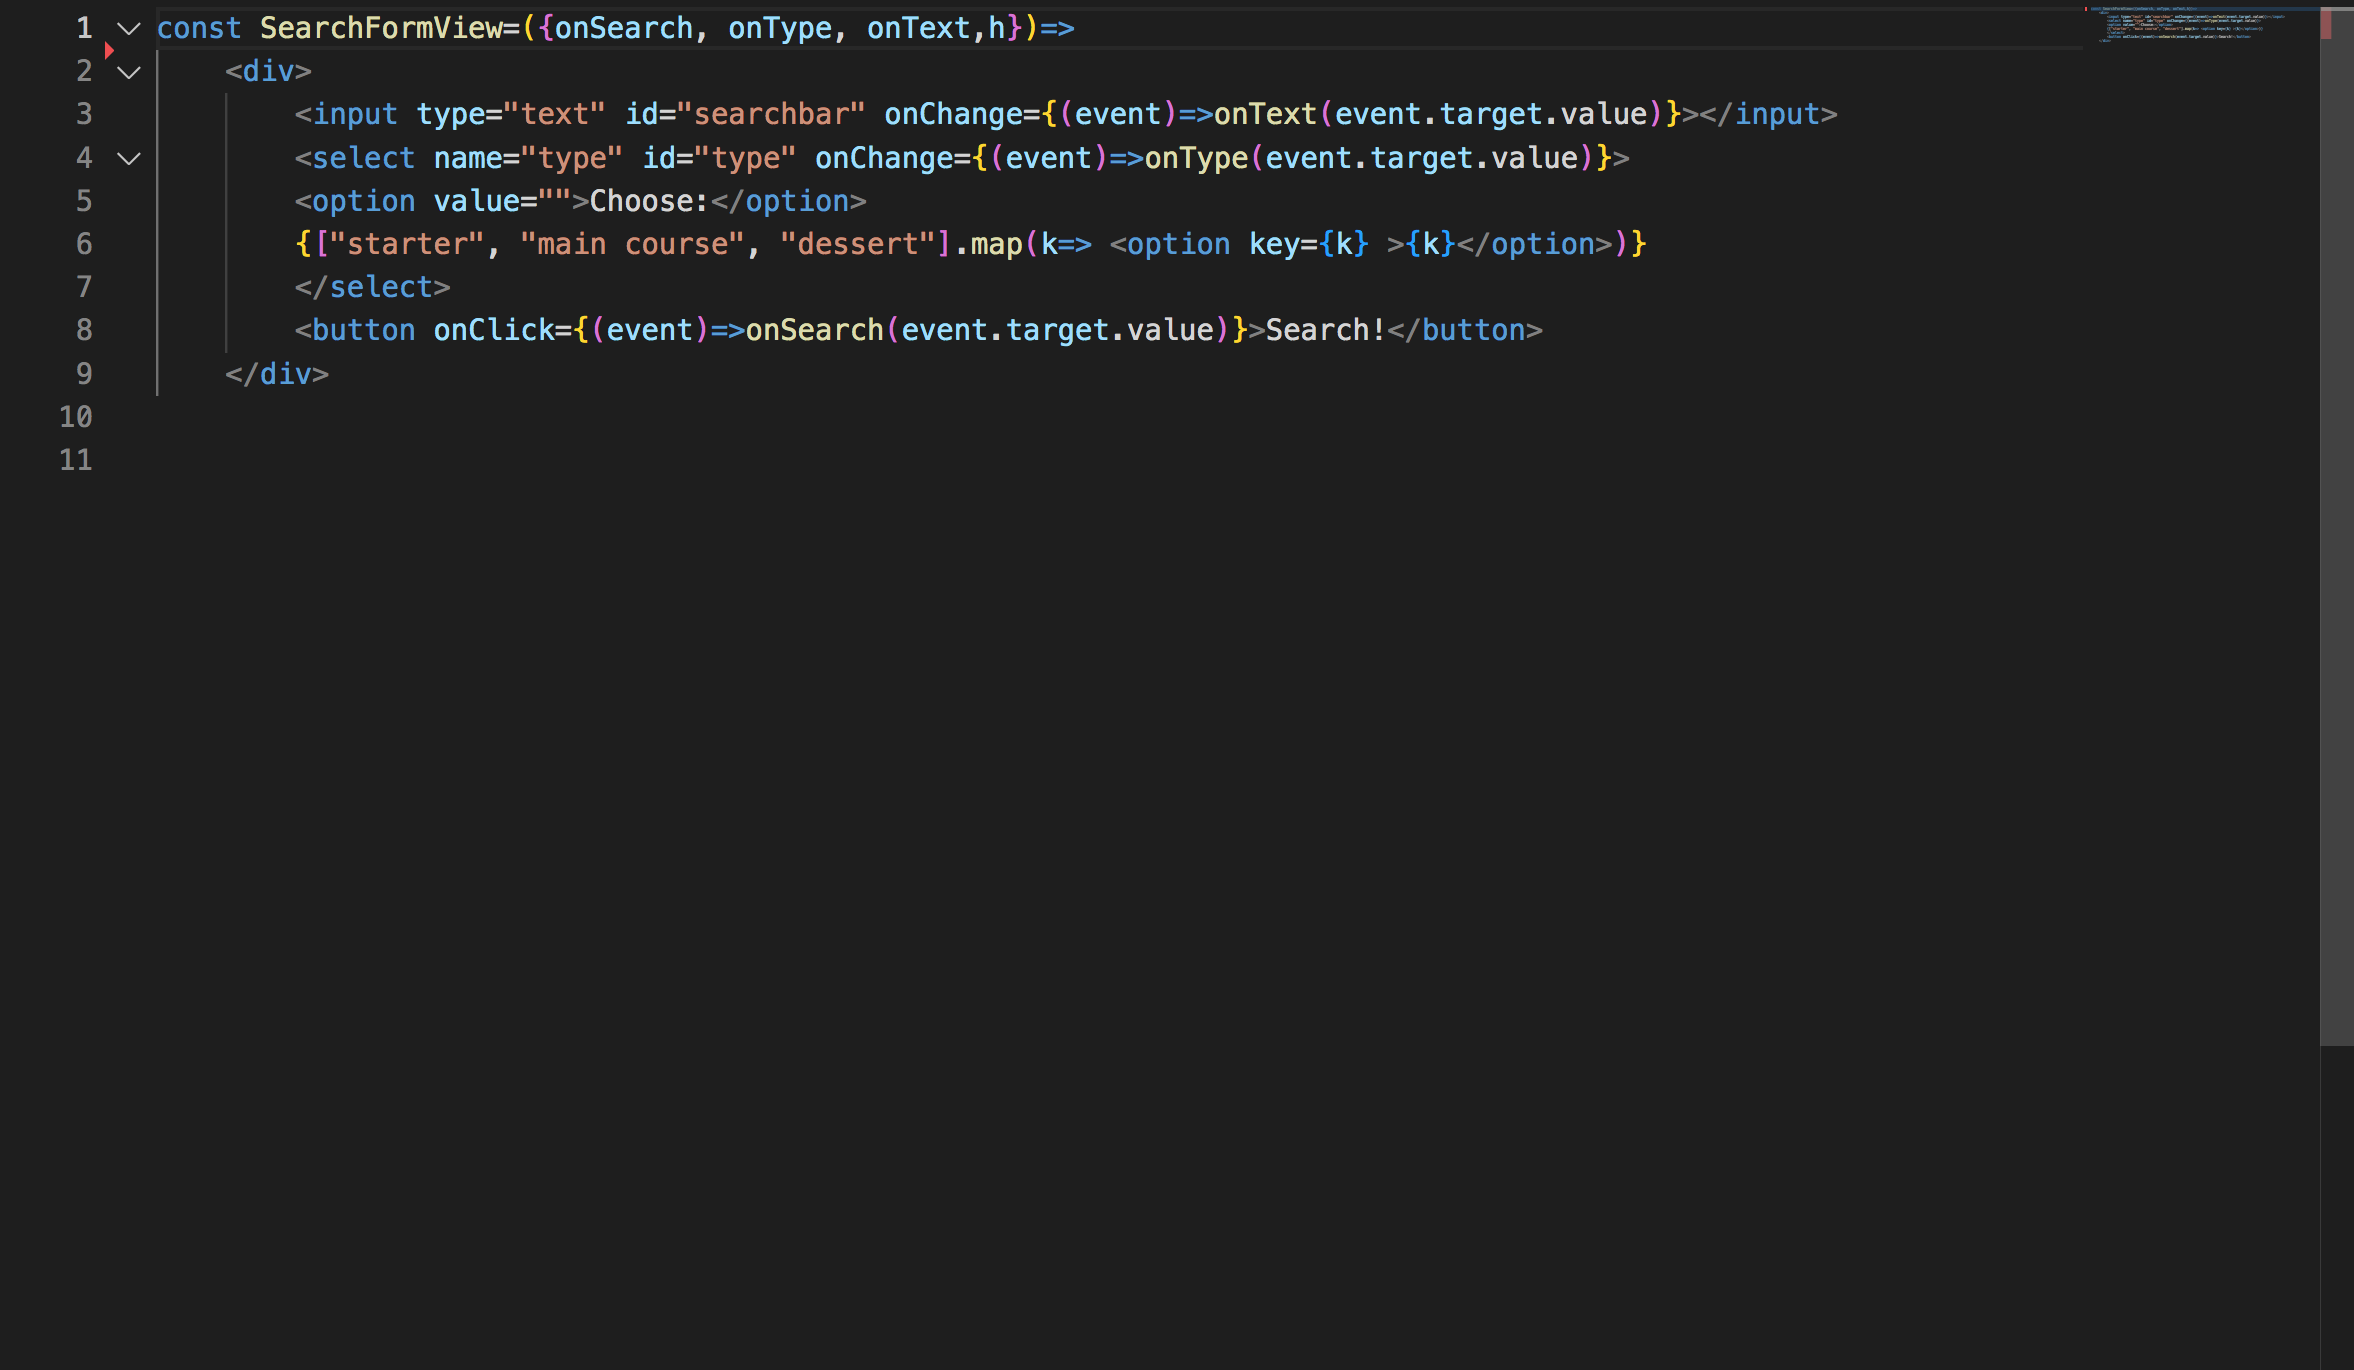 1 const SearchFormView=({onSearch, onType, onText,h})=>
2 <div>
3 <input type="text" id="searchbar" onChange={(event)=>onText(event.target.value)}></input>
4 <select name="type" id="type" onChange={(event)=>onType(event.target.value)}>
5 <option value="">Choose:</option>
6 {["starter", "main course", "dessert"].map(k=> <option key={k} >{k}</option>)}
7 </select>
8 <button onClick={(event)=>onSearch(event.target.value)}>Search!</button>
9 </div>
10
11